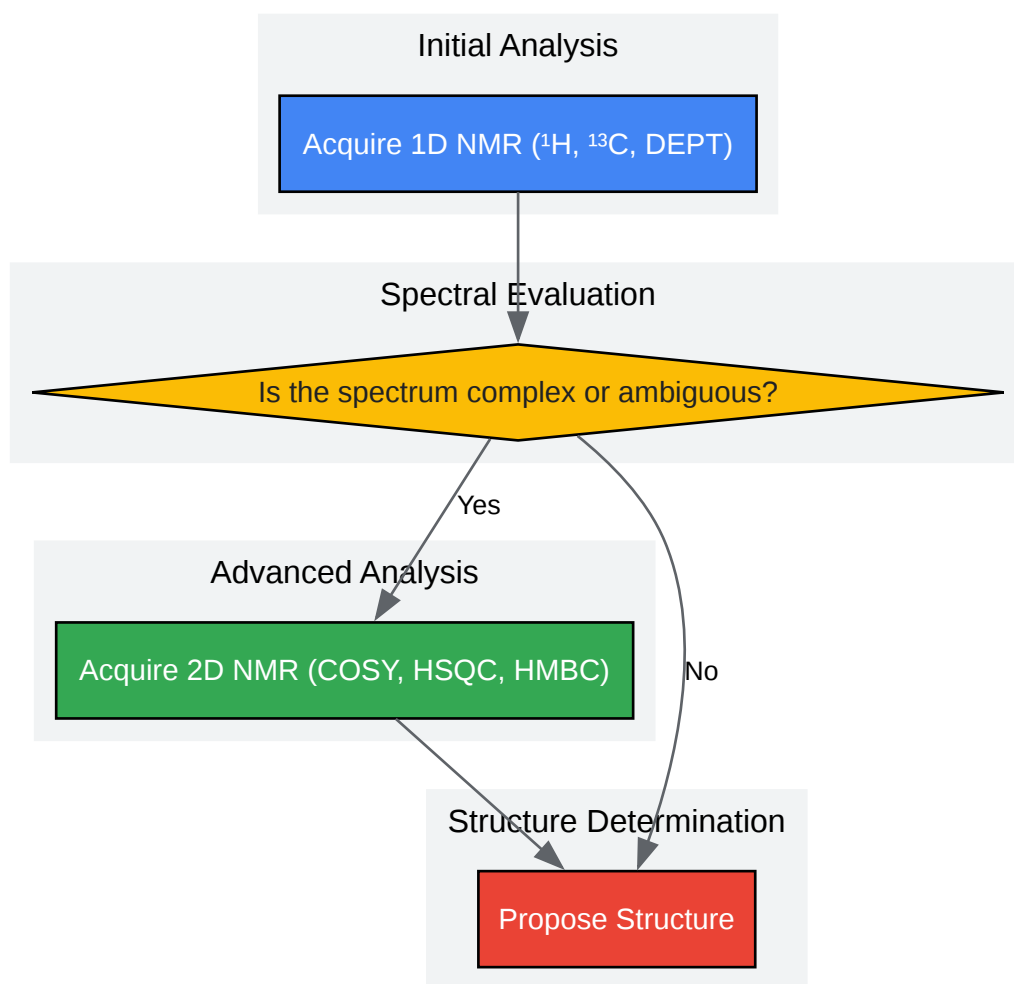 Initial Analysis
Acquire 1D NMR (¹H, ¹³C, DEPT)
Spectral Evaluation
Is the spectrum complex or ambiguous?
Yes
Advanced Analysis
Acquire 2D NMR (COSY, HSQC, HMBC)
No
Structure Determination
Propose Structure